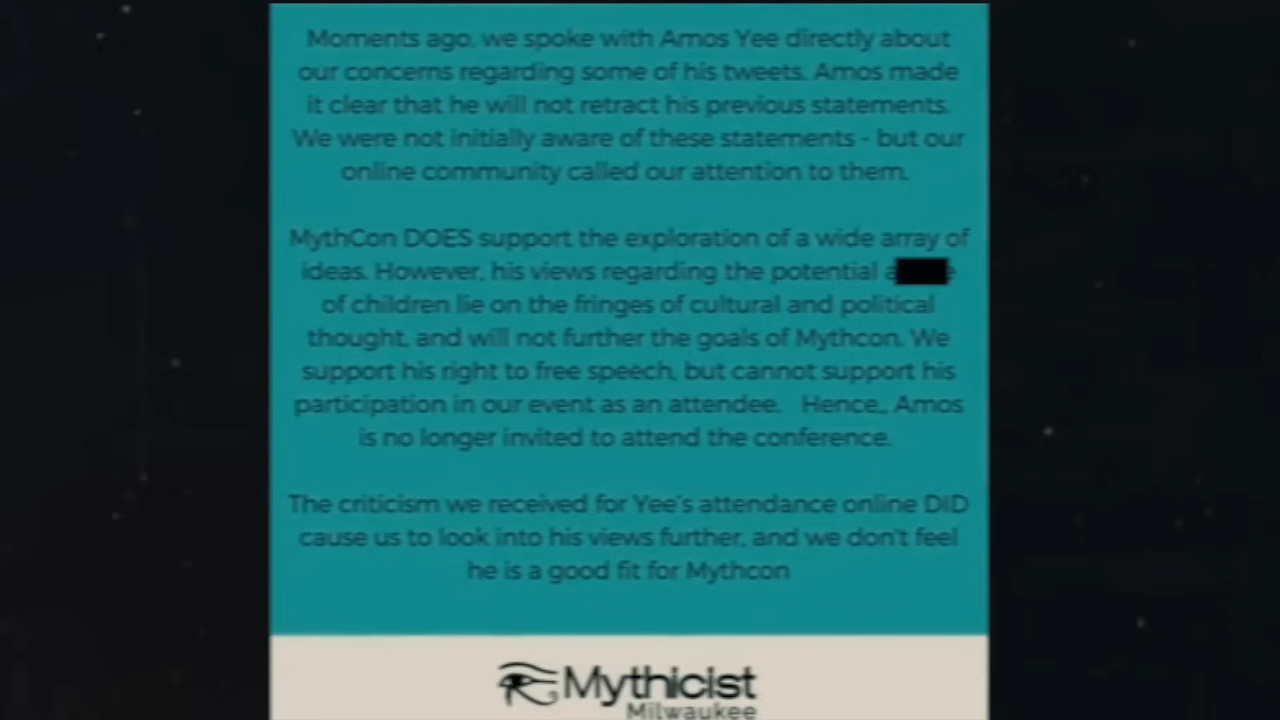 Moments ago, we spoke with Amos Yee directly about
our concerns regarding some of his tweets. Amos made
it clear that he will not retract his previous statements.
We were not initially aware of these statements - but our
online community called our attention to them.
MythCon DOES support the exploration of a wide array of
ideas. However, his views regarding the potential
of children lie on the fringes of cultural and political
thought, and will not further the goals of Mythcon. We
support his right to free speech, but cannot support his
participation in our event as an attendee. Hence,, Amos
is no longer invited to attend the conference.
The criticism we received for Yee's attendance online DID
cause us to look into his views further, and we don't feel
he is a good fit for Mythcon
Mythicist
Milwaukee